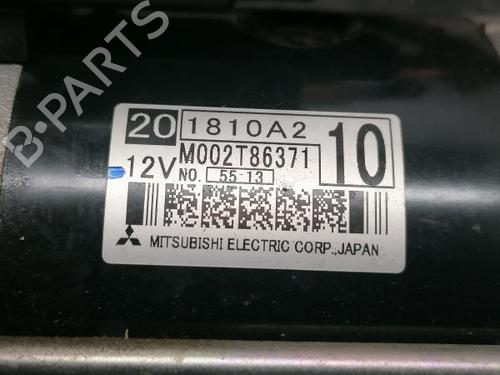 20 1810A2 10
12V M002T86371
NO. 55-13
MITSUBISHI ELECTRIC CORP.,JAPAN
B-PARTS